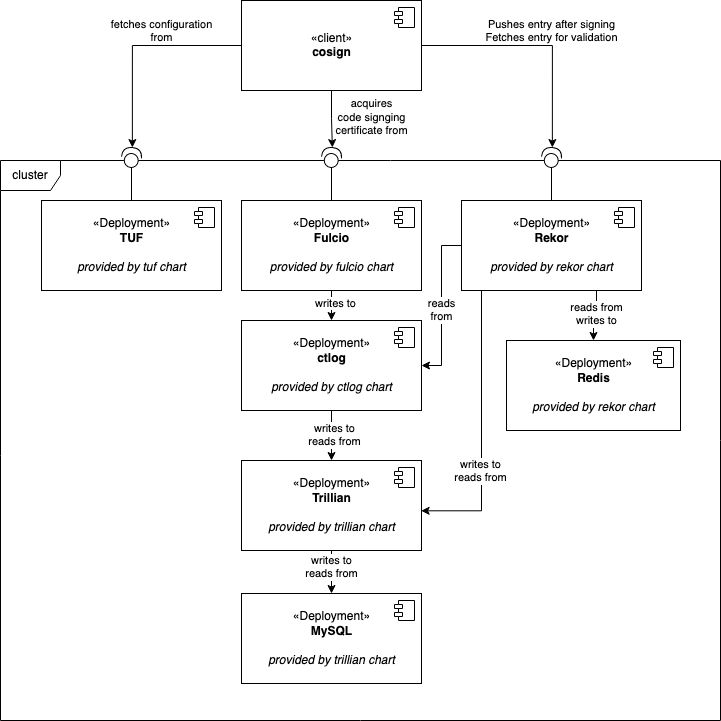 «client»
cosign
fetches configuration
from
Pushes entry after signing
Fetches entry for validation
acquires
code signging
certificate from
cluster
«Deployment»
TUF
provided by tuf chart
«Deployment»
Fulcio
provided by fulcio chart
«Deployment»
Rekor
provided by rekor chart
writes to
reads
from
reads from
writes to
«Deployment»
ctlog
provided by ctlog chart
«Deployment»
Redis
provided by rekor chart
writes to
reads from
writes to
reads from
«Deployment»
Trillian
provided by trillian chart
writes to
reads from
«Deployment»
MySQL
provided by trillian chart